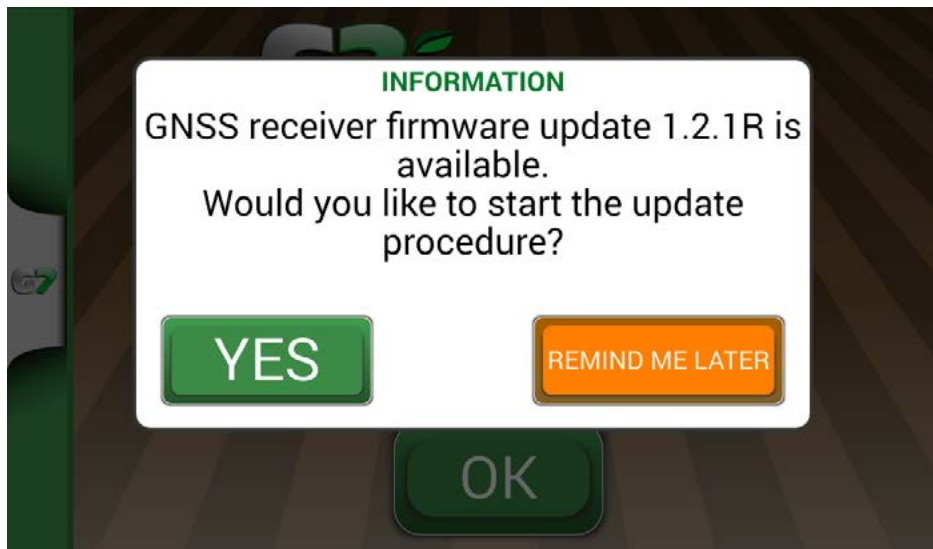 INFORMATION
GNSS receiver firmware update 1.2.1R is
available.
Would you like to start the update
procedure?
YES
REMIND ME LATER
OK